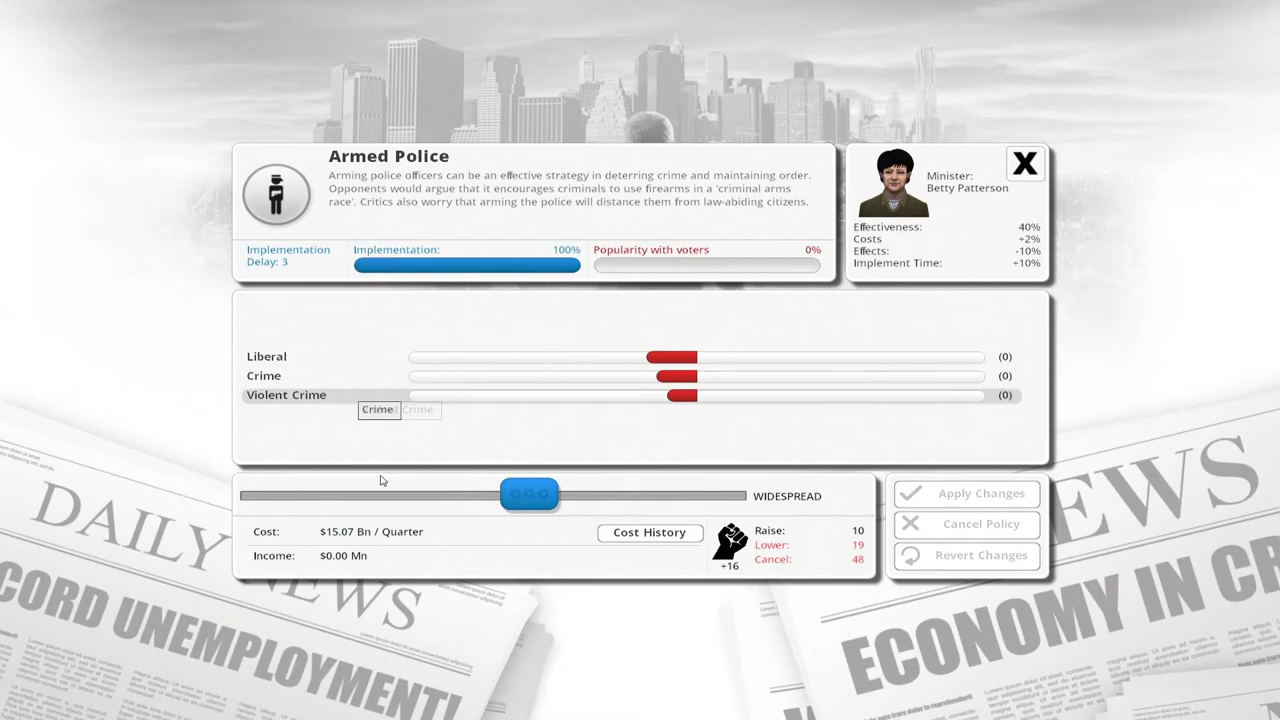 Armed Police
Arming police officers can be an effective strategy in deterring crime and maintaining order.
Opponents would argue that it encourages criminals to use firearms in a 'criminal arms
race'. Critics also worry that arming the police will distance them from law-abiding citizens.
Implementation
Delay: 3
Implementation: 100%
Popularity with voters 0%
X
Minister:
Betty Patterson
Effectiveness: 40%
Costs +2%
Effects: -10%
Implement Time: +10%
Liberal (0)
Crime (0)
Violent Crime (0)
Crime Crime
WIDESPREAD
Cost: $15.07 Bn / Quarter
Income: $0.00 Mn
Cost History
+16
Raise: 10
Lower: 19
Cancel: 48
Apply Changes
Cancel Policy
Revert Changes
DAILY NEWS
CORD UNEMPLOYMENT!
EWS
ECONOMY IN CR